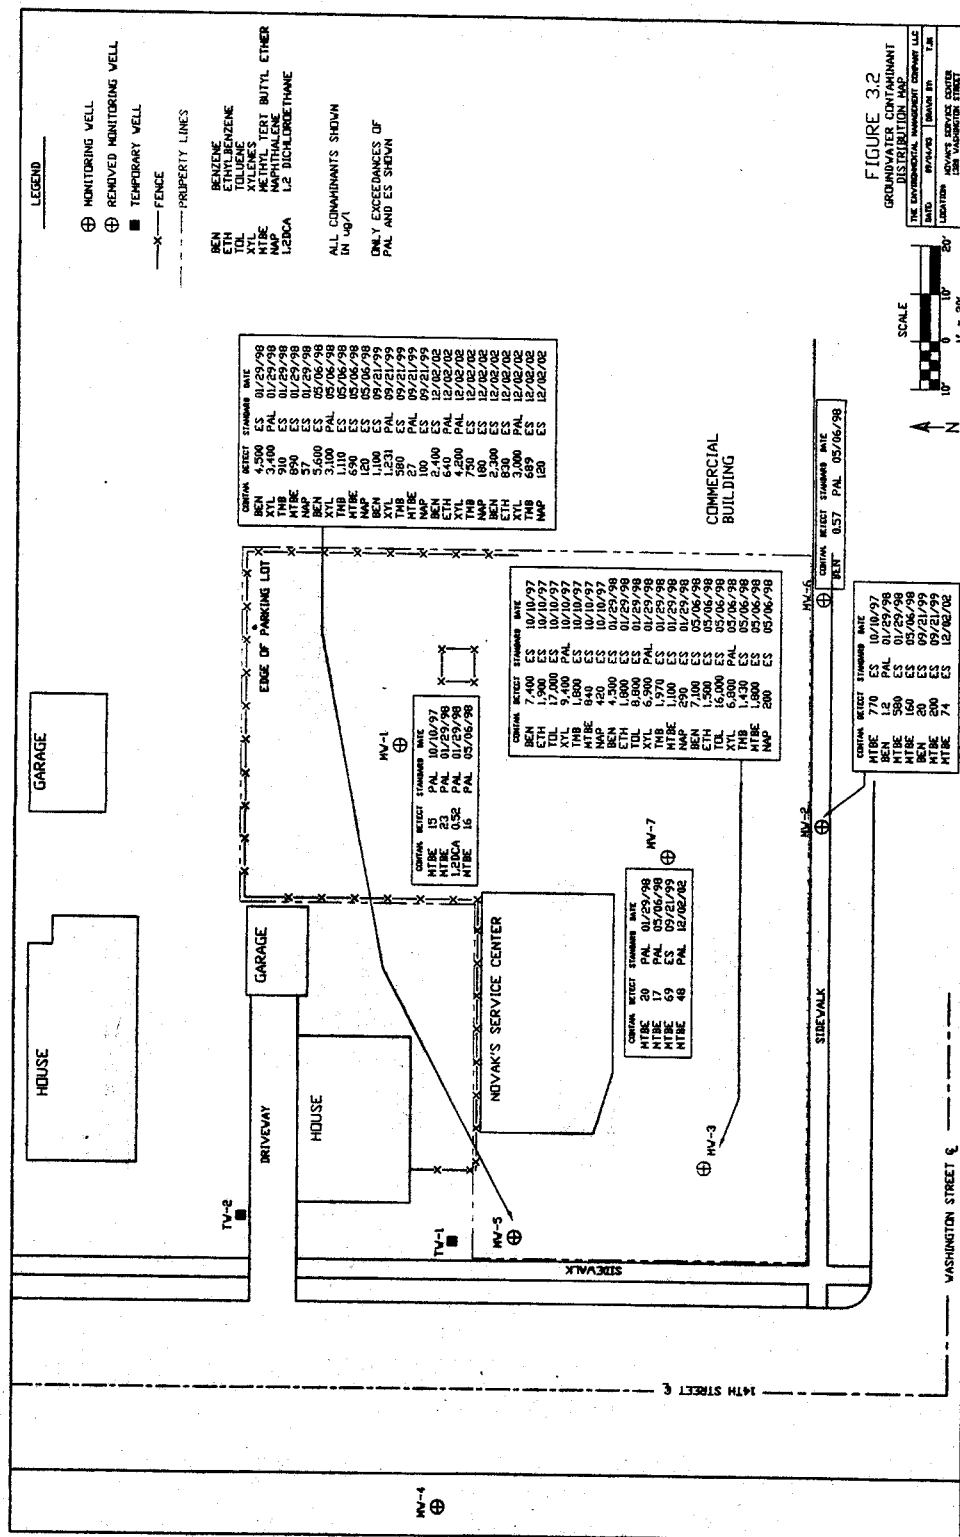 LEGEND
MONITORING WELL
REMOVED MONITORING WELL
TEMPORARY WELL
FENCE
PROPERTY LINES
BEN BENZENE
ETH ETHYLBENZENE
TOL TOLUENE
XYL XYLENES
MTBE METHYL TERT BUTYL ETHER
NAP NAPHTHALENE
1,2DCA 1,2 DICHLOROETHANE
ALL CONAMINANTS SHOWN
IN ug/l
ONLY EXCEEDANCES OF
PAL AND ES SHOWN
HOUSE
GARAGE
TW-2
DRIVEWAY
GARAGE
HOUSE
EDGE OF PARKING LOT
CONTAM. DETECT STANDARD DATE
BEN 4,500 ES 01/29/98
XYL 3,400 PAL 01/29/98
TMB 910 ES 01/29/98
MTBE 890 ES 01/29/98
NAP 57 ES 01/29/98
BEN 5,600 ES 05/06/98
XYL 3,100 PAL 05/06/98
TMB 1,110 ES 05/06/98
MTBE 690 ES 05/06/98
NAP 120 ES 05/06/98
BEN 1,100 ES 09/21/99
XYL 1,231 PAL 09/21/99
TMB 580 ES 09/21/99
MTBE 27 PAL 09/21/99
NAP 100 ES 09/21/99
BEN 2,400 ES 12/02/02
ETH 640 PAL 12/02/02
XYL 4,200 PAL 12/02/02
TMB 750 ES 12/02/02
NAP 180 ES 12/02/02
BEN 2,300 ES 12/02/02
ETH 830 ES 12/02/02
XYL 3,000 PAL 12/02/02
TMB 689 ES 12/02/02
NAP 120 ES 12/02/02
MW-4
TW-1
MW-5
MW-1
CONTAM. DETECT STANDARD DATE
MTBE 15 PAL 10/10/97
MTBE 23 PAL 01/29/98
1,2DCA 0.52 PAL 01/29/98
MTBE 16 PAL 05/06/98
NOVAK'S SERVICE CENTER
SIDEWALK
14TH STREET
CONTAM. DETECT STANDARD DATE
BEN 7,400 ES 10/10/97
ETH 1,900 ES 10/10/97
TOL 17,000 ES 10/10/97
XYL 9,400 PAL 10/10/97
TMB 1,800 ES 10/10/97
MTBE 840 ES 10/10/97
NAP 420 ES 10/10/97
BEN 4,500 ES 01/29/98
ETH 1,800 ES 01/29/98
TOL 8,800 ES 01/29/98
XYL 6,900 PAL 01/29/98
TMB 1,970 ES 01/29/98
MTBE 1,100 ES 01/29/98
NAP 290 ES 01/29/98
BEN 7,100 ES 05/06/98
ETH 1,500 ES 05/06/98
TOL 16,000 ES 05/06/98
XYL 6,800 PAL 05/06/98
TMB 1,430 ES 05/06/98
MTBE 1,800 ES 05/06/98
NAP 200 ES 05/06/98
MW-7
CONTAM. DETECT STANDARD DATE
MTBE 20 PAL 01/29/98
MTBE 17 PAL 05/06/98
MTBE 69 ES 09/21/99
MTBE 48 PAL 12/02/02
MW-3
COMMERCIAL
BUILDING
MW-6
CONTAM. DETECT STANDARD DATE
BEN 0.57 PAL 05/06/98
MW-2
SIDEWALK
CONTAM. DETECT STANDARD DATE
MTBE 770 ES 10/10/97
BEN 1.2 PAL 01/29/98
MTBE 580 ES 01/29/98
MTBE 160 ES 05/06/98
BEN 20 ES 09/21/99
MTBE 200 ES 09/21/99
MTBE 74 ES 12/02/02
WASHINGTON STREET
SCALE
10' 0 10' 20'
N
FIGURE 3.2
GROUNDWATER CONTAMINANT
DISTRIBUTION MAP
THE ENVIRONMENTAL MANAGEMENT COMPANY LLC
DATE: DRAWN BY:
LOCATION: NOVAK'S SERVICE CENTER
WASHINGTON STREET